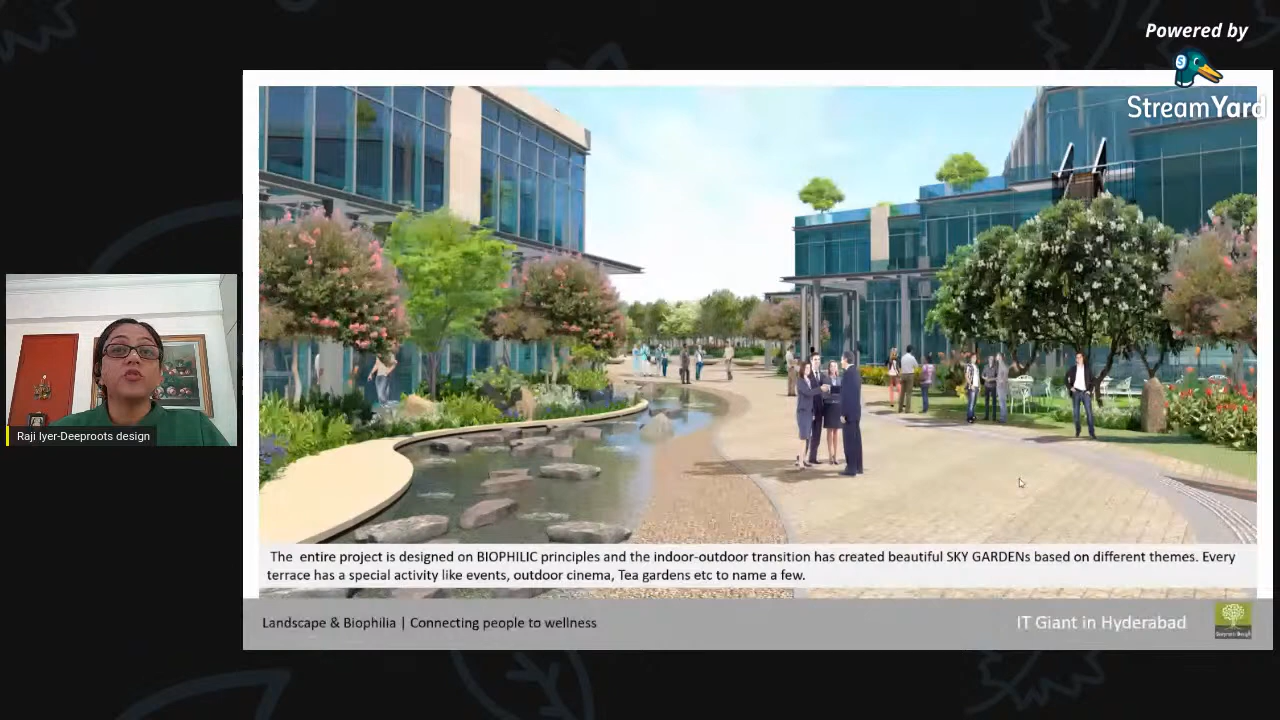 Powered by
StreamYard
Raji Iyer-Deeproots design
The entire project is designed on BIOPHILIC principles and the indoor-outdoor transition has created beautiful SKY GARDENs based on different themes. Every
terrace has a special activity like events, outdoor cinema, Tea gardens etc to name a few.
Landscape & Biophilia | Connecting people to wellness
IT Giant in Hyderabad